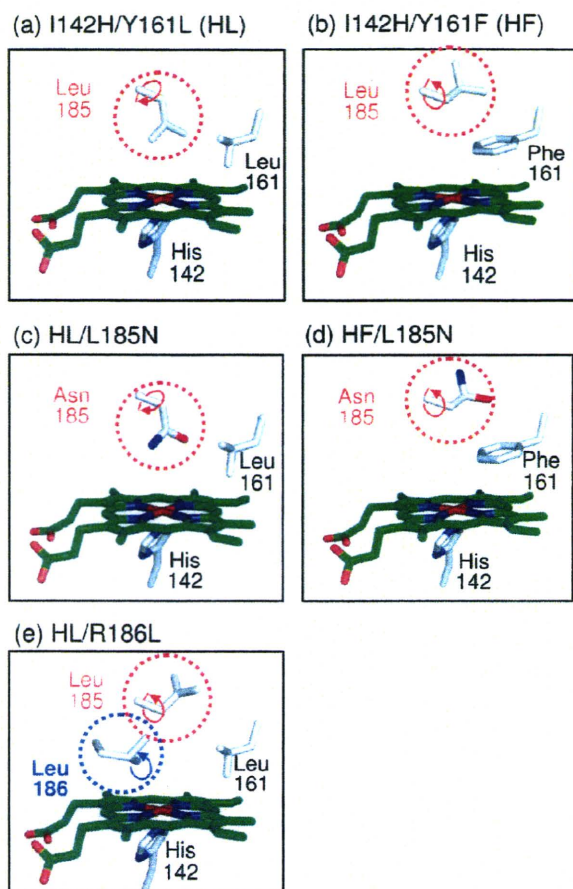 (a) I142H/Y161L (HL)
Leu
185
Leu
161
His
142
(b) I142H/Y161F (HF)
Leu
185
Phe
161
His
142
(c) HL/L185N
Asn
185
Leu
161
His
142
(d) HF/L185N
Asn
185
Phe
161
His
142
(e) HL/R186L
Leu
185
Leu
186
Leu
161
His
142